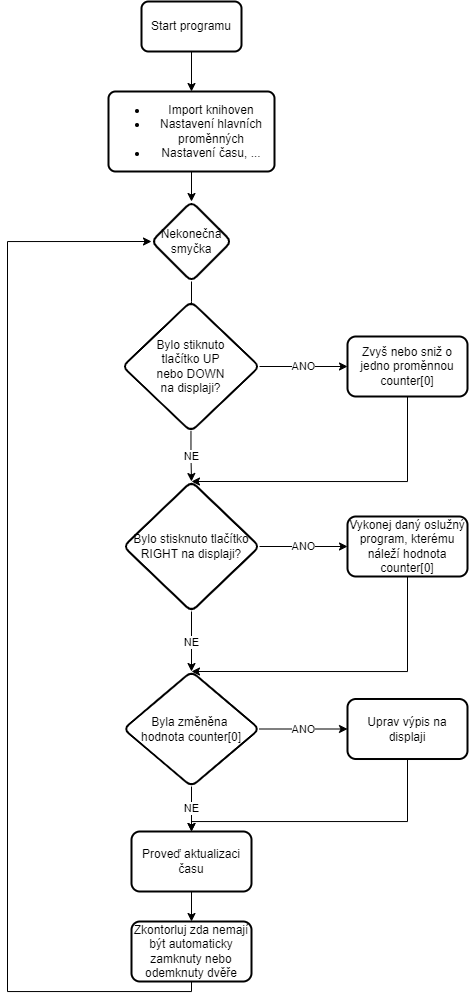 Start programu
Import knihoven
Nastavení hlavních
proměnných
Nastavení času, ...
Nekonečná
smyčka
Bylo stiknuto
tlačítko UP
nebo DOWN
na displaji?
ANO
Zvyš nebo sniž o
jedno proměnnou
counter[0]
NE
Bylo stisknuto tlačítko
RIGHT na displaji?
ANO
Vykonej daný oslužný
program, kterému
náleží hodnota
counter[0]
NE
Byla změněna
hodnota counter[0]
ANO
Uprav výpis na
displaji
NE
Proveď aktualizaci
času
Zkontorluj zda nemají
být automaticky
zamknuty nebo
odemknuty dvěře